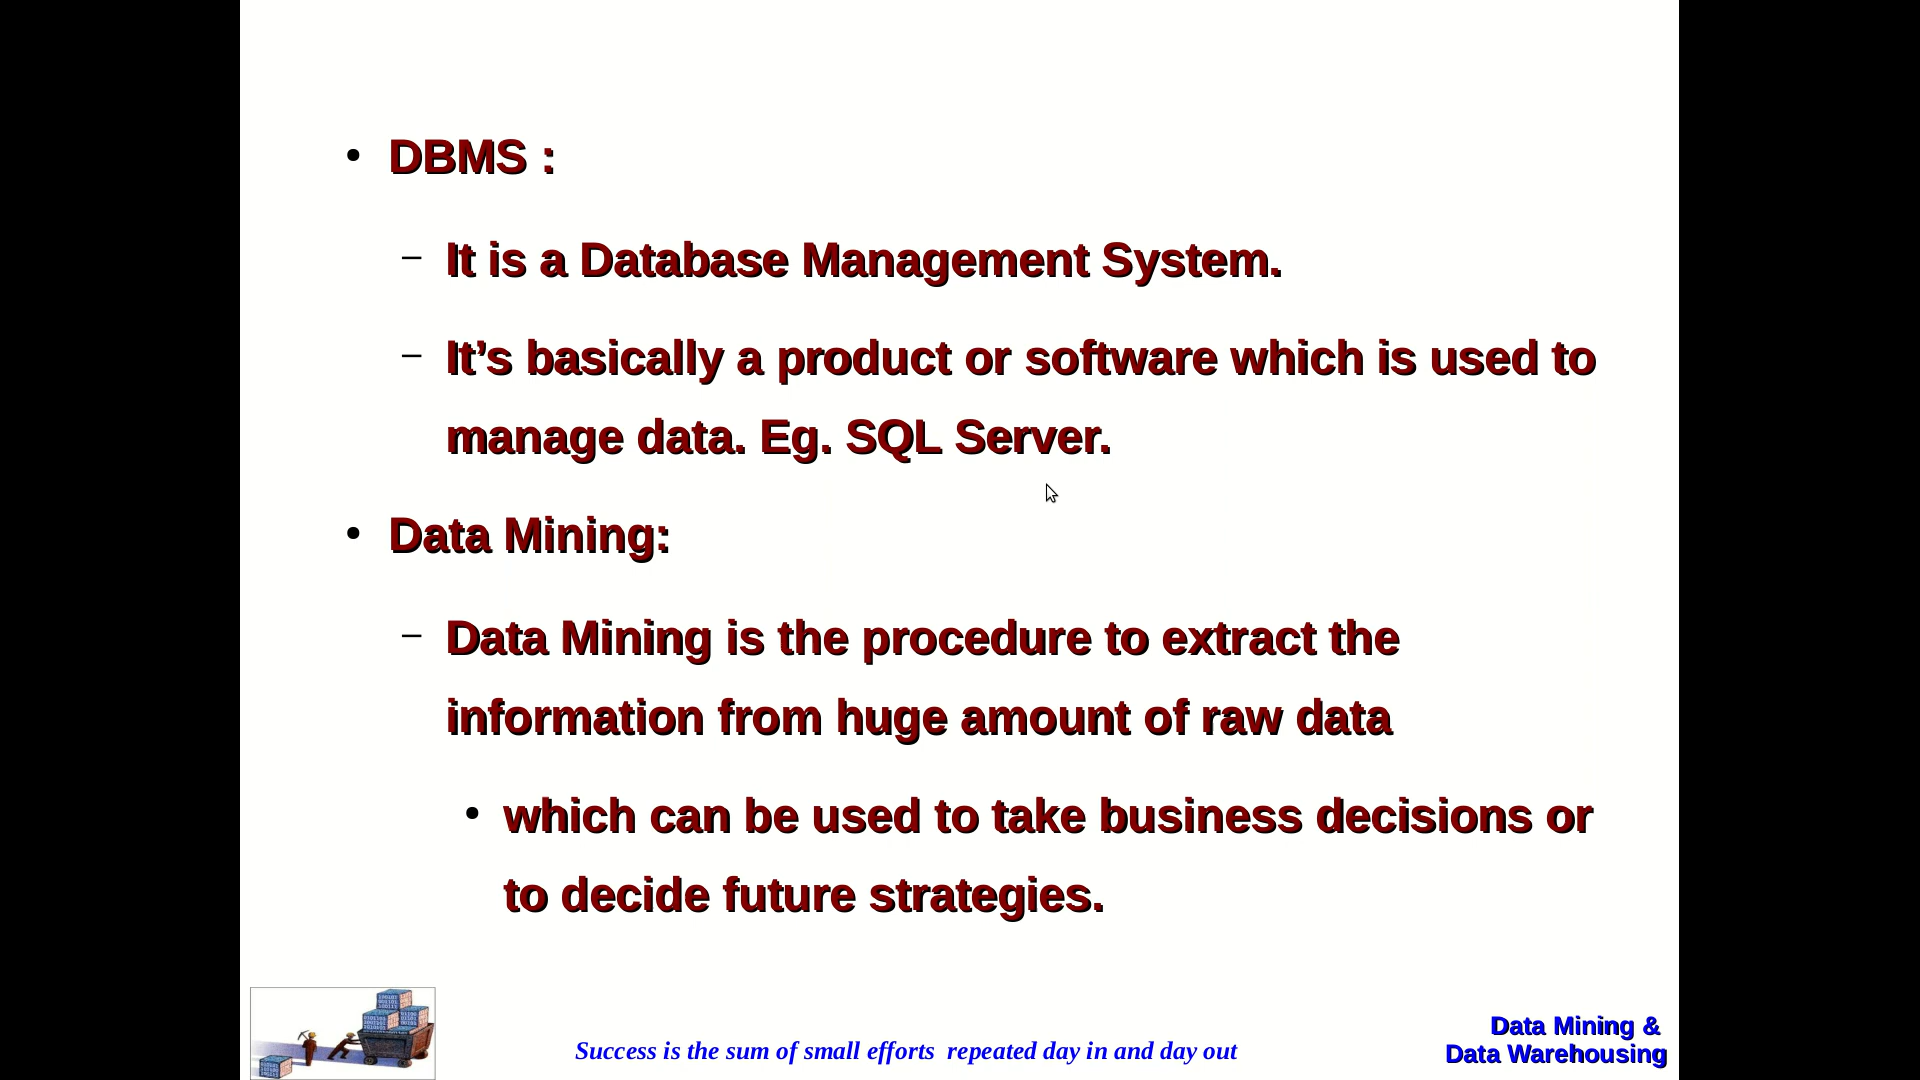 • DBMS :
– It is a Database Management System.
– It’s basically a product or software which is used to
manage data. Eg. SQL Server.
• Data Mining:
– Data Mining is the procedure to extract the
information from huge amount of raw data
• which can be used to take business decisions or
to decide future strategies.
Success is the sum of small efforts  repeated day in and day out
Data Mining &
Data Warehousing